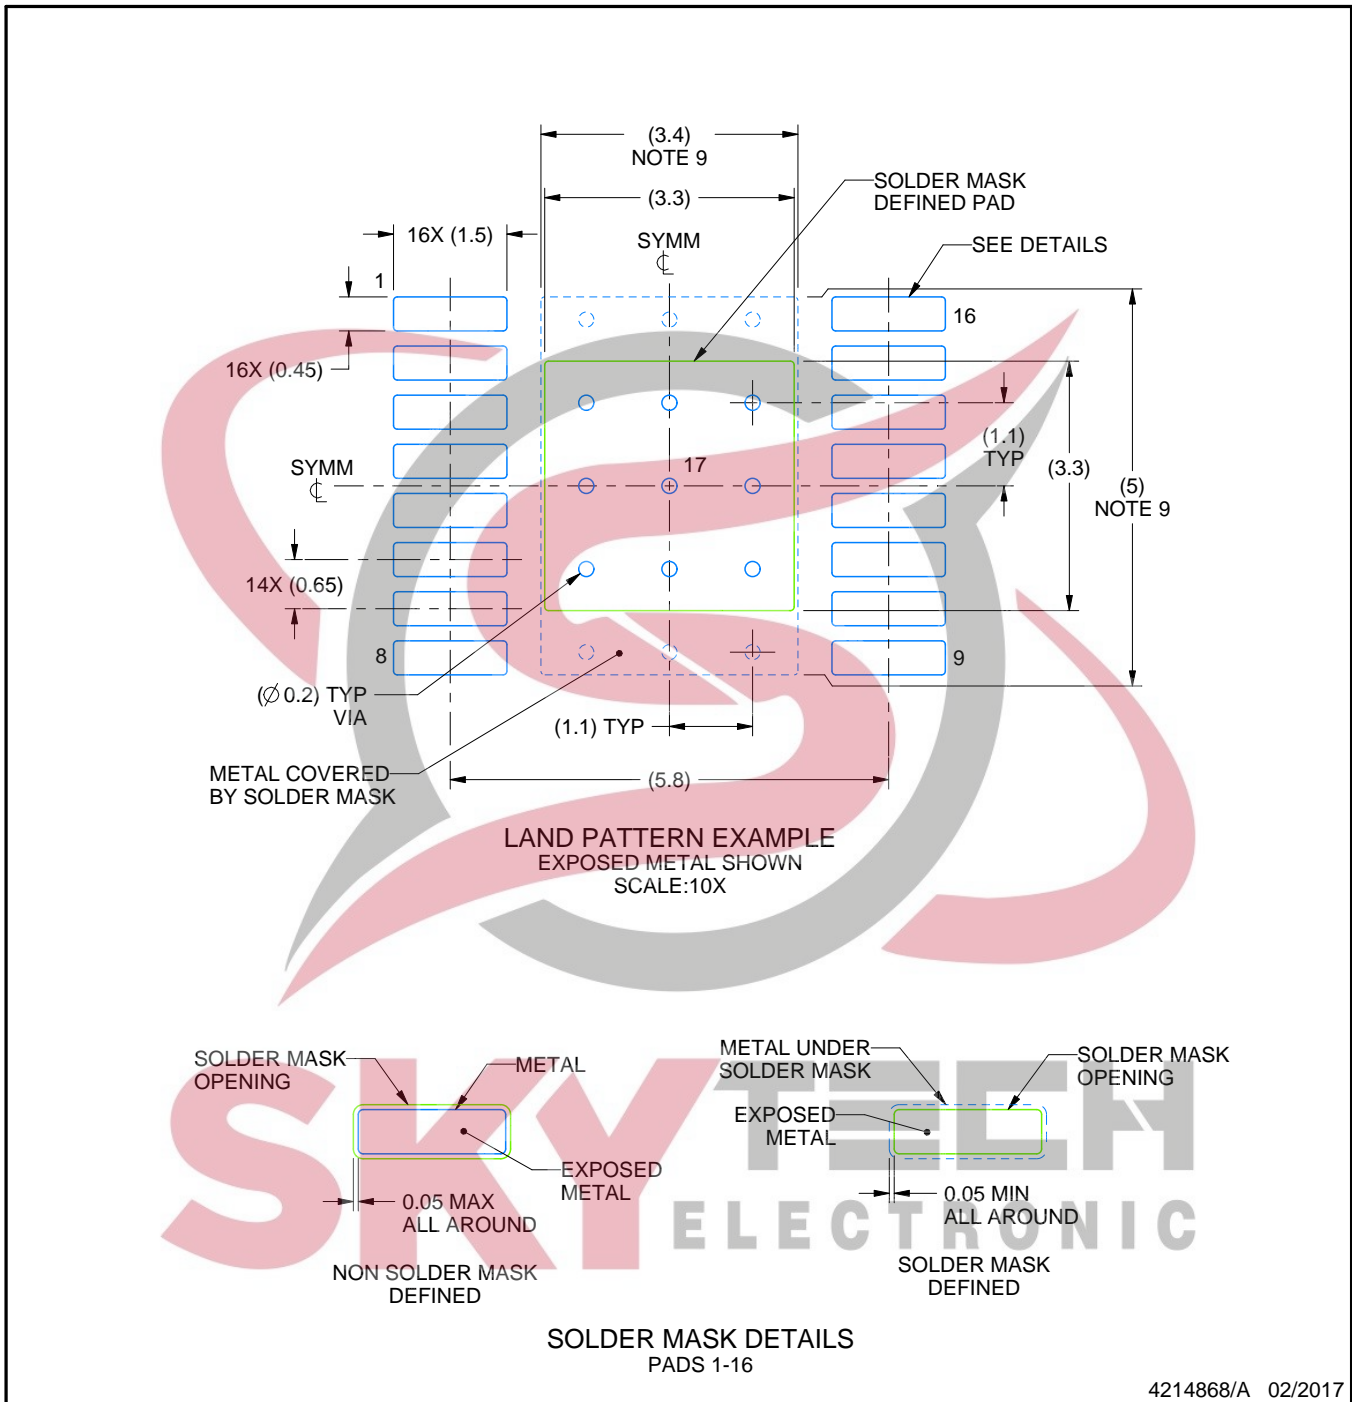 (3.4)
NOTE 9
(3.3)
SOLDER MASK
DEFINED PAD
16X (1.5)
SYMM
℄
SEE DETAILS
1
16
16X (0.45)
(1.1)
TYP
(3.3)
(5)
NOTE 9
17
SYMM
℄
14X (0.65)
8
9
(Ø 0.2) TYP
VIA
(1.1) TYP
METAL COVERED
BY SOLDER MASK
(5.8)
LAND PATTERN EXAMPLE
EXPOSED METAL SHOWN
SCALE:10X
SOLDER MASK
OPENING
METAL
EXPOSED
METAL
0.05 MAX
ALL AROUND
NON SOLDER MASK
DEFINED
METAL UNDER
SOLDER MASK
SOLDER MASK
OPENING
EXPOSED
METAL
0.05 MIN
ALL AROUND
SOLDER MASK
DEFINED
SKYTECH
ELECTRONIC
SOLDER MASK DETAILS
PADS 1-16
4214868/A 02/2017